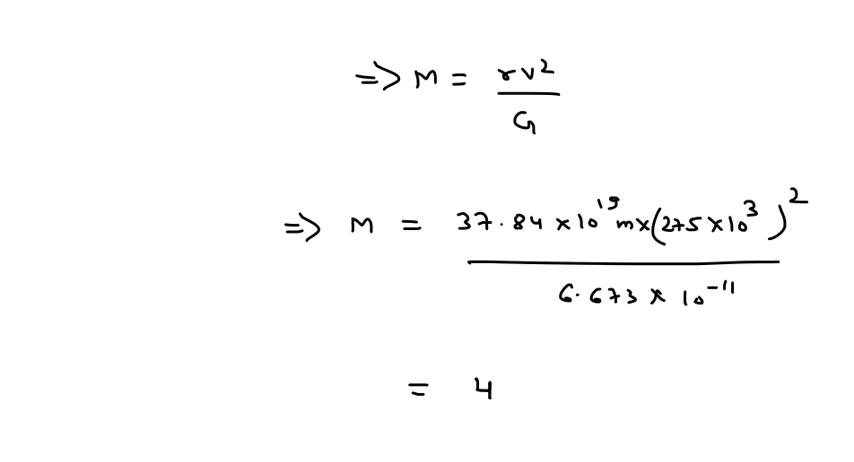 => M = rv²/G
=> M = 37.84 × 10¹⁹ m × (275 × 10³)² / 6.673 × 10⁻¹¹
= 4